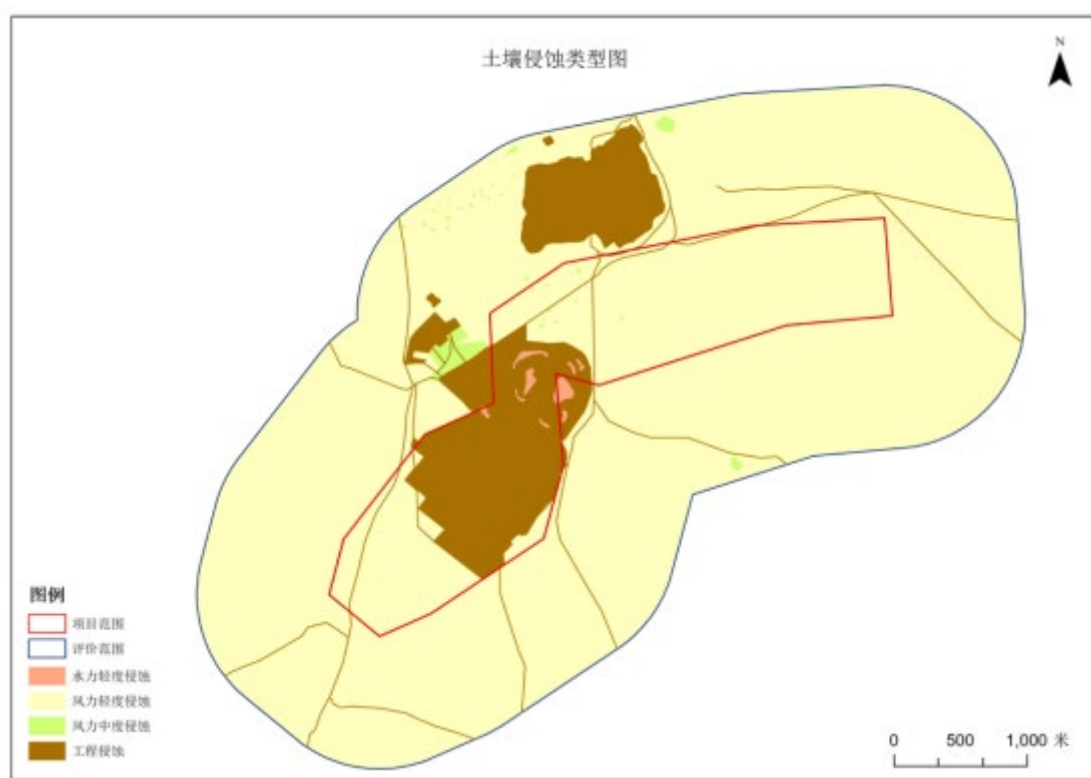 土壤侵蚀类型图
N
图例
项目范围
评价范围
水力轻度侵蚀
风力轻度侵蚀
风力中度侵蚀
工程侵蚀
0 500 1,000 米